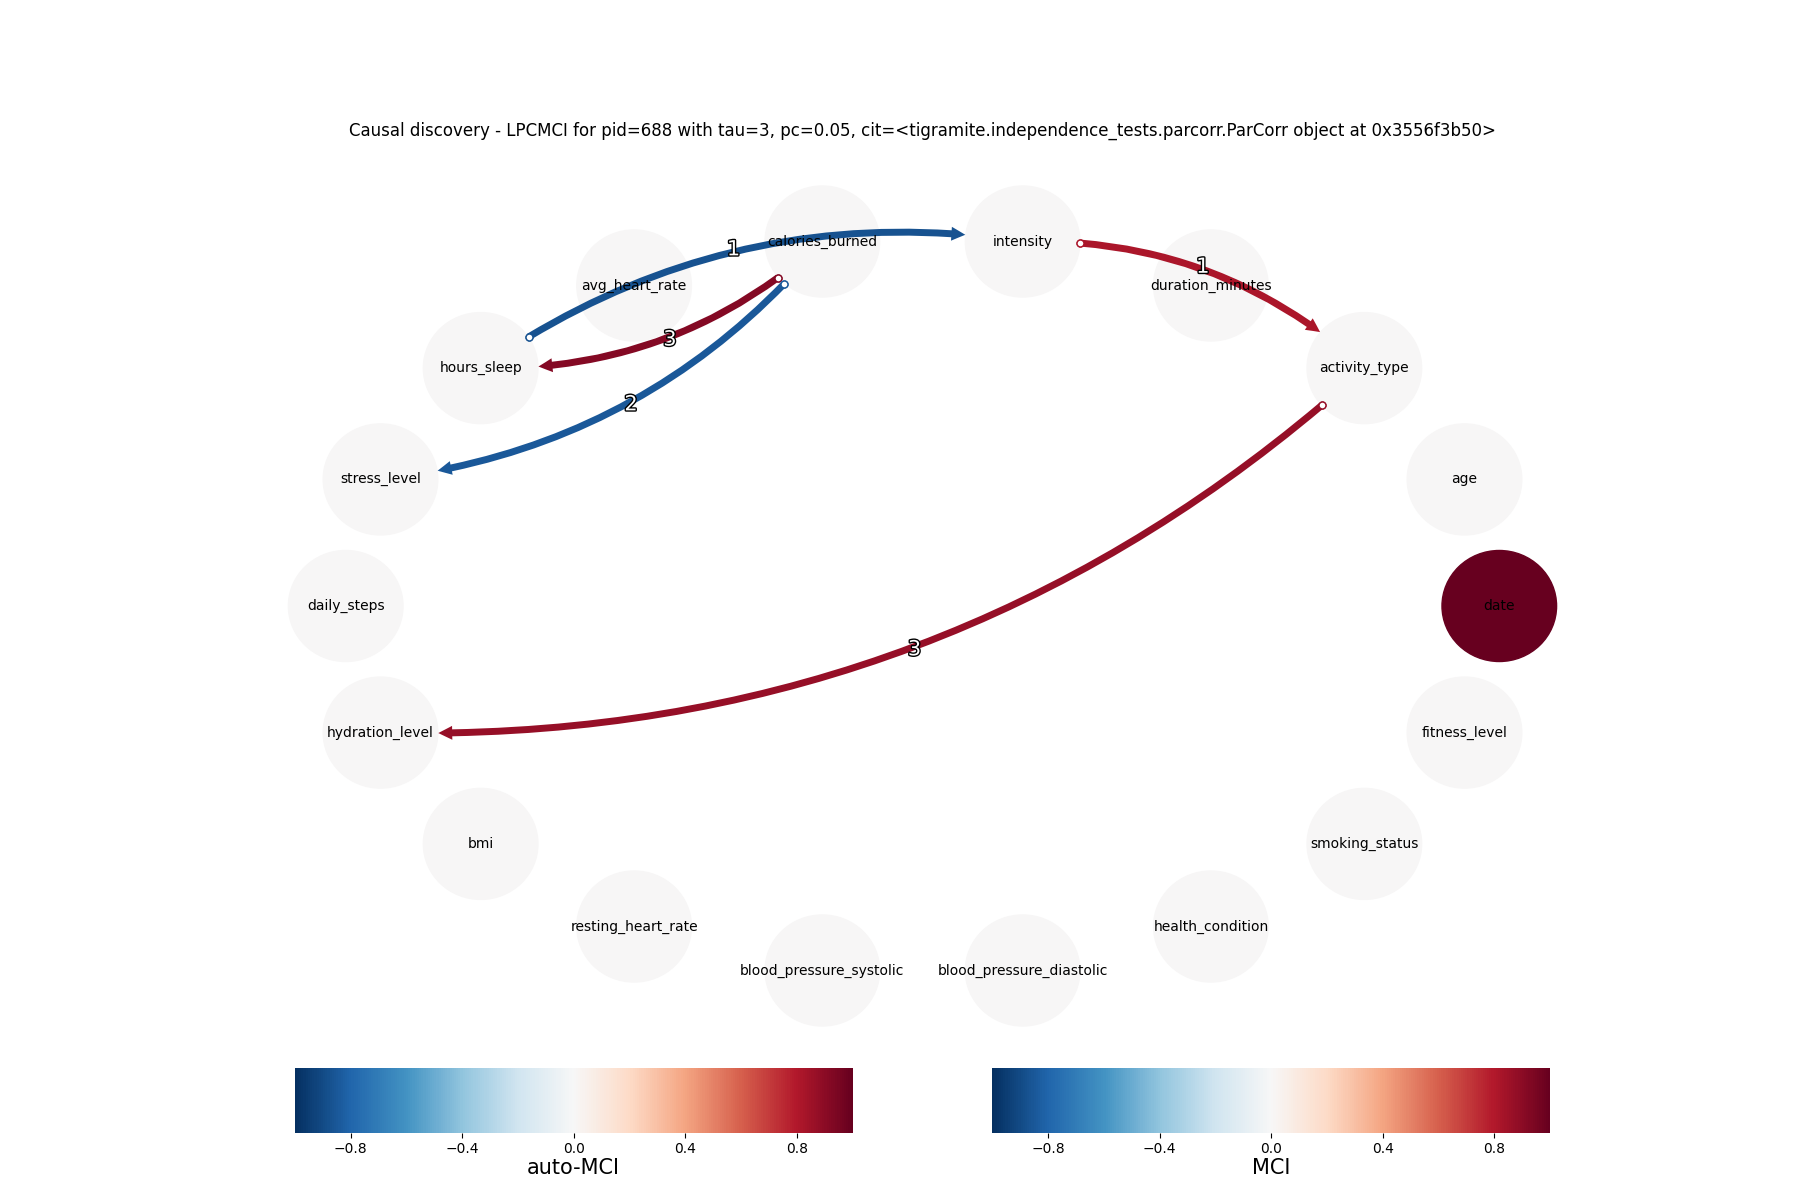 Causal discovery - LPCMCI for pid=688 with tau=3, pc=0.05, cit=<tigramite.independence_tests.parcorr.ParCorr object at 0x3556f3b50>
calories_burned
intensity
1
1
avg_heart_rate
duration_minutes
3
hours_sleep
activity_type
2
stress_level
age
daily_steps
date
3
hydration_level
fitness_level
bmi
smoking_status
resting_heart_rate
health_condition
blood_pressure_systolic
blood_pressure_diastolic
−0.8 −0.4 0.0 0.4 0.8
auto-MCI
−0.8 −0.4 0.0 0.4 0.8
MCI